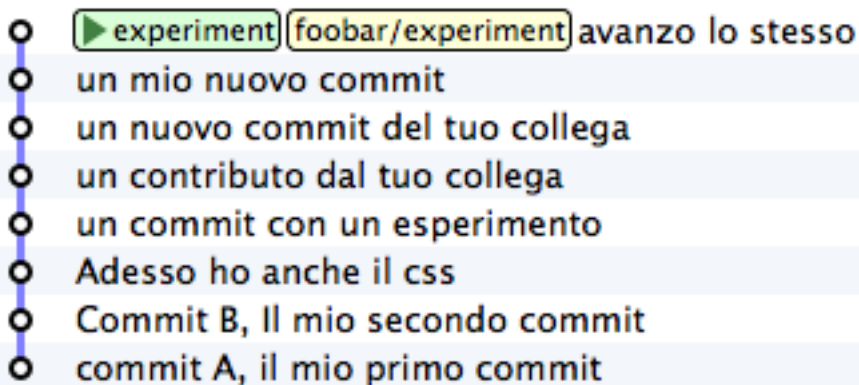 experiment foobar/experiment avanzo lo stesso
un mio nuovo commit
un nuovo commit del tuo collega
un contributo dal tuo collega
un commit con un esperimento
Adesso ho anche il css
Commit B, Il mio secondo commit
commit A, il mio primo commit